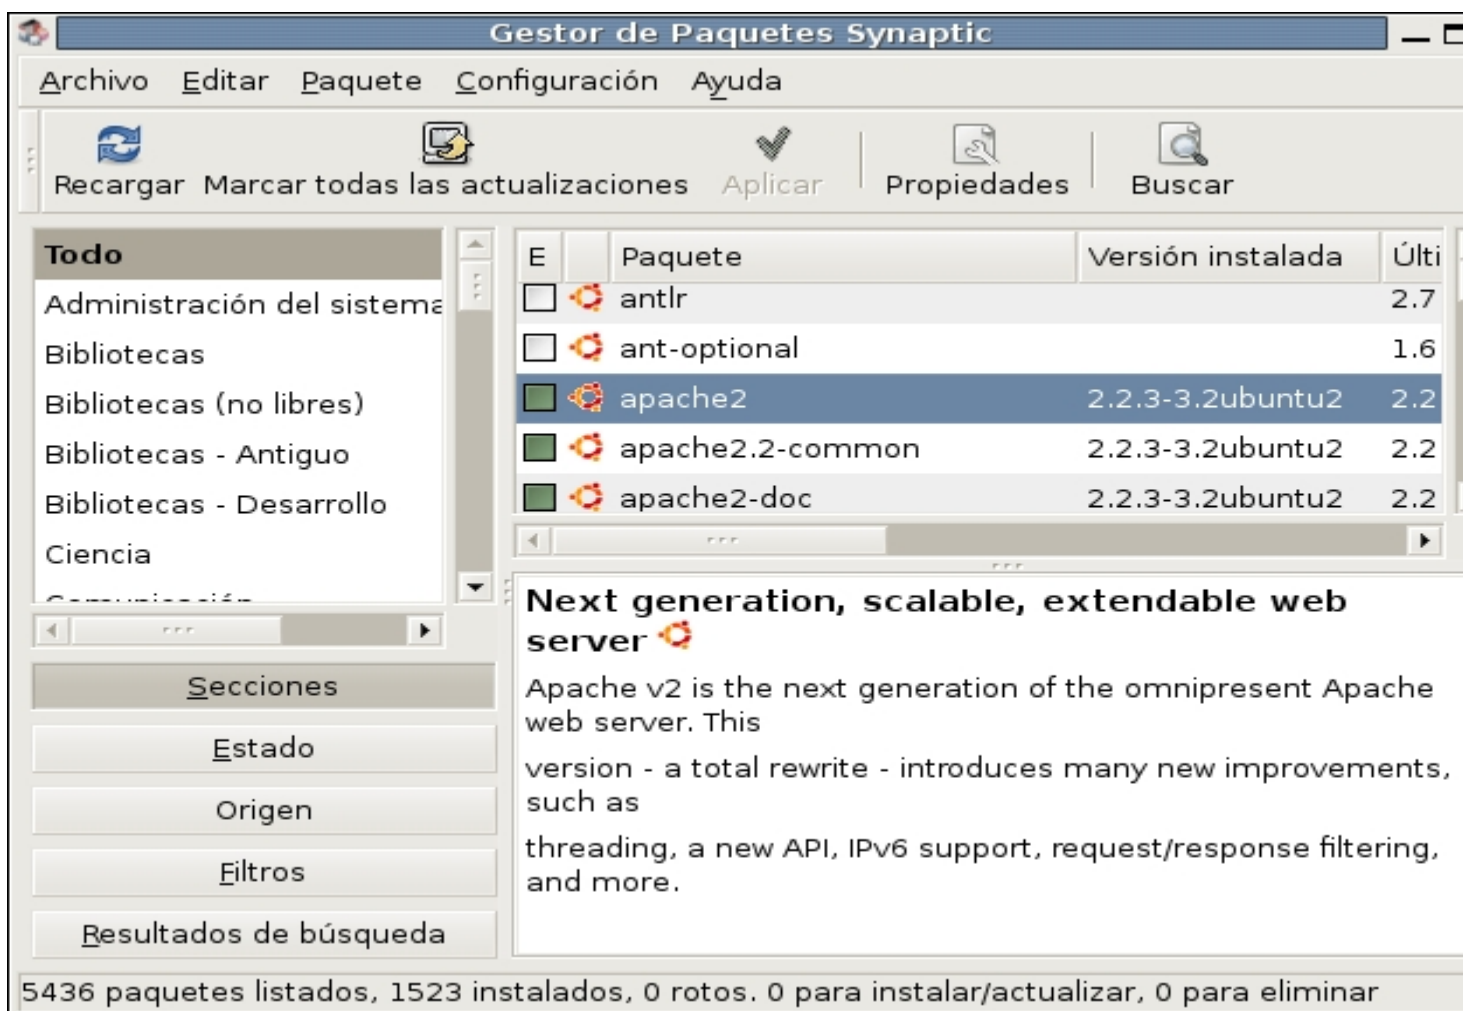 Gestor de Paquetes Synaptic
Archivo Editar Paquete Configuración Ayuda
Recargar Marcar todas las actualizaciones Aplicar Propiedades Buscar
Todo
Administración del sistema
Bibliotecas
Bibliotecas (no libres)
Bibliotecas - Antiguo
Bibliotecas - Desarrollo
Ciencia
Secciones
Estado
Origen
Filtros
Resultados de búsqueda
E Paquete Versión instalada Últi
antlr 2.7
ant-optional 1.6
apache2 2.2.3-3.2ubuntu2 2.2
apache2.2-common 2.2.3-3.2ubuntu2 2.2
apache2-doc 2.2.3-3.2ubuntu2 2.2
Next generation, scalable, extendable web
server
Apache v2 is the next generation of the omnipresent Apache
web server. This
version - a total rewrite - introduces many new improvements,
such as
threading, a new API, IPv6 support, request/response filtering,
and more.
5436 paquetes listados, 1523 instalados, 0 rotos. 0 para instalar/actualizar, 0 para eliminar